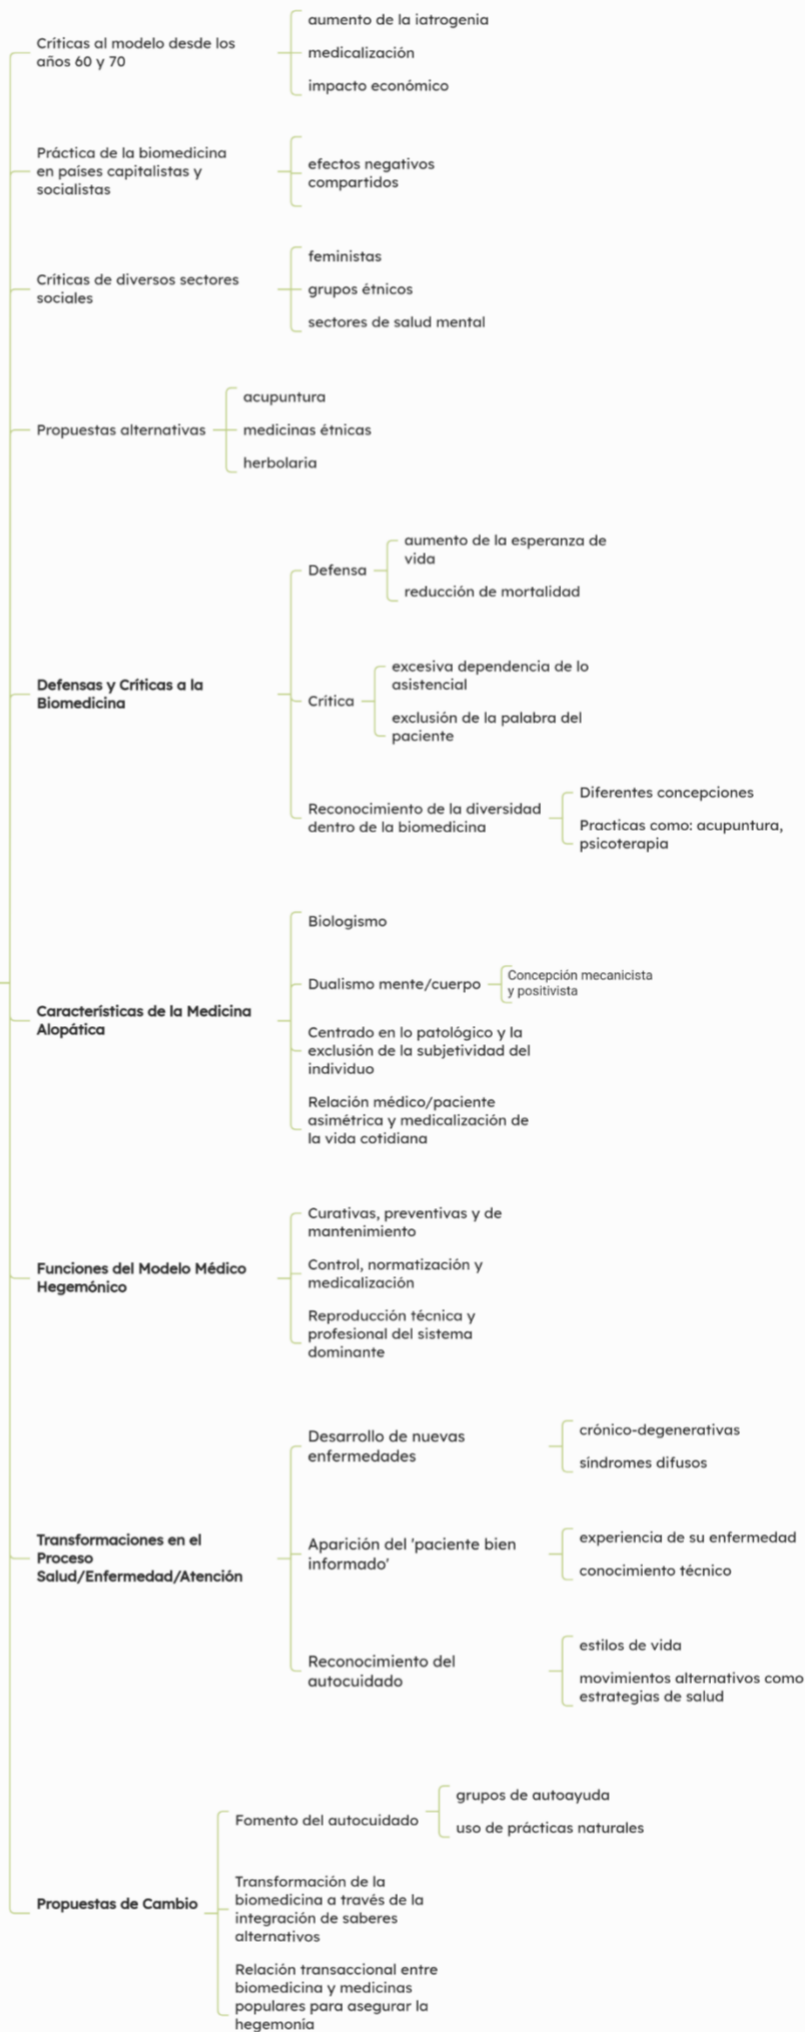 Críticas al modelo desde los
años 60 y 70
aumento de la iatrogenia
medicalización
impacto económico
Práctica de la biomedicina
en países capitalistas y
socialistas
efectos negativos
compartidos
Críticas de diversos sectores
sociales
feministas
grupos étnicos
sectores de salud mental
Propuestas alternativas
acupuntura
medicinas étnicas
herbolaria
Defensas y Críticas a la
Biomedicina
Defensa
aumento de la esperanza de
vida
reducción de mortalidad
Crítica
excesiva dependencia de lo
asistencial
exclusión de la palabra del
paciente
Reconocimiento de la diversidad
dentro de la biomedicina
Diferentes concepciones
Practicas como: acupuntura,
psicoterapia
Características de la Medicina
Alopática
Biologismo
Dualismo mente/cuerpo
Concepción mecanicista
y positivista
Centrado en lo patológico y la
exclusión de la subjetividad del
individuo
Relación médico/paciente
asimétrica y medicalización de
la vida cotidiana
Funciones del Modelo Médico
Hegemónico
Curativas, preventivas y de
mantenimiento
Control, normatización y
medicalización
Reproducción técnica y
profesional del sistema
dominante
Transformaciones en el
Proceso
Salud/Enfermedad/Atención
Desarrollo de nuevas
enfermedades
crónico-degenerativas
síndromes difusos
Aparición del 'paciente bien
informado'
experiencia de su enfermedad
conocimiento técnico
Reconocimiento del
autocuidado
estilos de vida
movimientos alternativos como
estrategias de salud
Propuestas de Cambio
Fomento del autocuidado
grupos de autoayuda
uso de prácticas naturales
Transformación de la
biomedicina a través de la
integración de saberes
alternativos
Relación transaccional entre
biomedicina y medicinas
populares para asegurar la
hegemonía